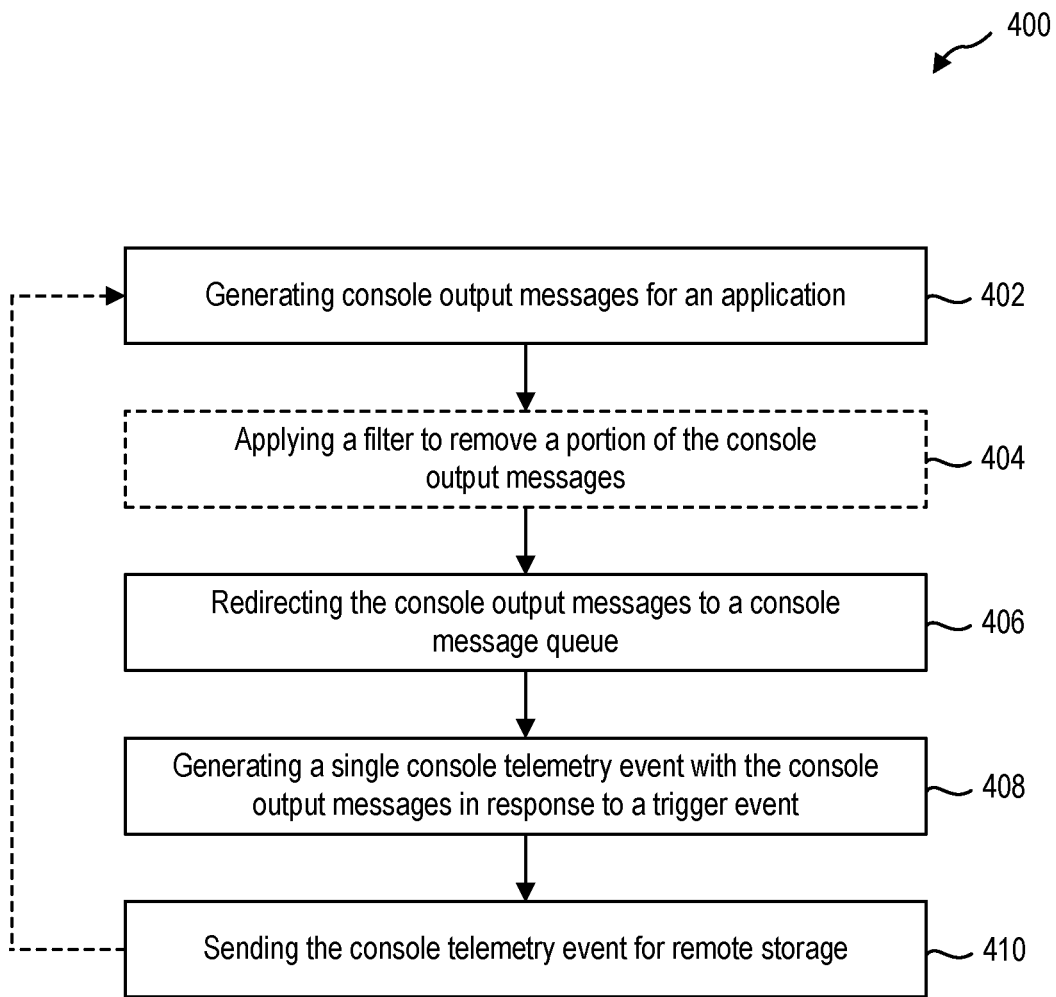 400
Generating console output messages for an application
402
Applying a filter to remove a portion of the console
output messages
404
Redirecting the console output messages to a console
message queue
406
Generating a single console telemetry event with the console
output messages in response to a trigger event
408
Sending the console telemetry event for remote storage
410